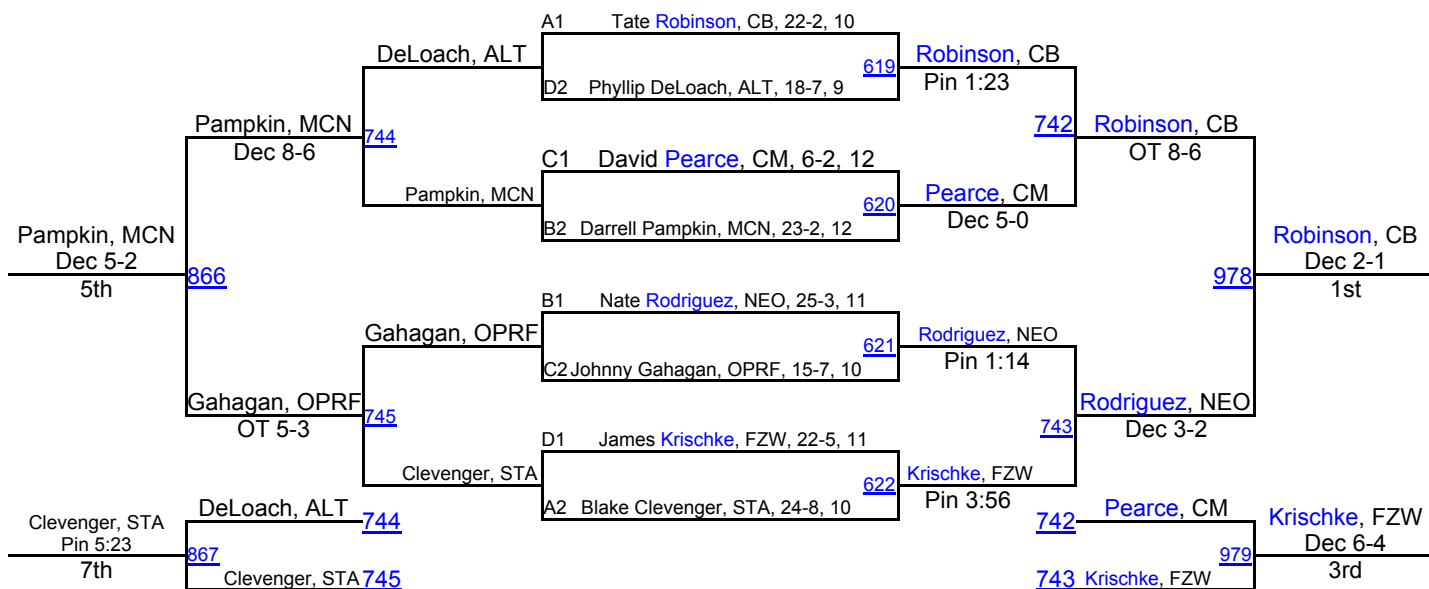 A1 Tate Robinson, CB, 22-2, 10
DeLoach, ALT
619
Robinson, CB
D2 Phyllip DeLoach, ALT, 18-7, 9
Pin 1:23
Pampkin, MCN
744
742
Robinson, CB
Dec 8-6
OT 8-6
C1 David Pearce, CM, 6-2, 12
Pampkin, MCN
620
Pearce, CM
B2 Darrell Pampkin, MCN, 23-2, 12
Dec 5-0
Pampkin, MCN
Dec 5-2
866
5th
978
Robinson, CB
Dec 2-1
1st
B1 Nate Rodriguez, NEO, 25-3, 11
Gahagan, OPRF
621
Rodriguez, NEO
C2 Johnny Gahagan, OPRF, 15-7, 10
Pin 1:14
Gahagan, OPRF
745
743
Rodriguez, NEO
OT 5-3
Dec 3-2
D1 James Krischke, FZW, 22-5, 11
Clevenger, STA
622
Krischke, FZW
A2 Blake Clevenger, STA, 24-8, 10
Pin 3:56
DeLoach, ALT 744
742 Pearce, CM
Clevenger, STA
Pin 5:23
867
7th
979
Krischke, FZW
Dec 6-4
3rd
Clevenger, STA 745
743 Krischke, FZW